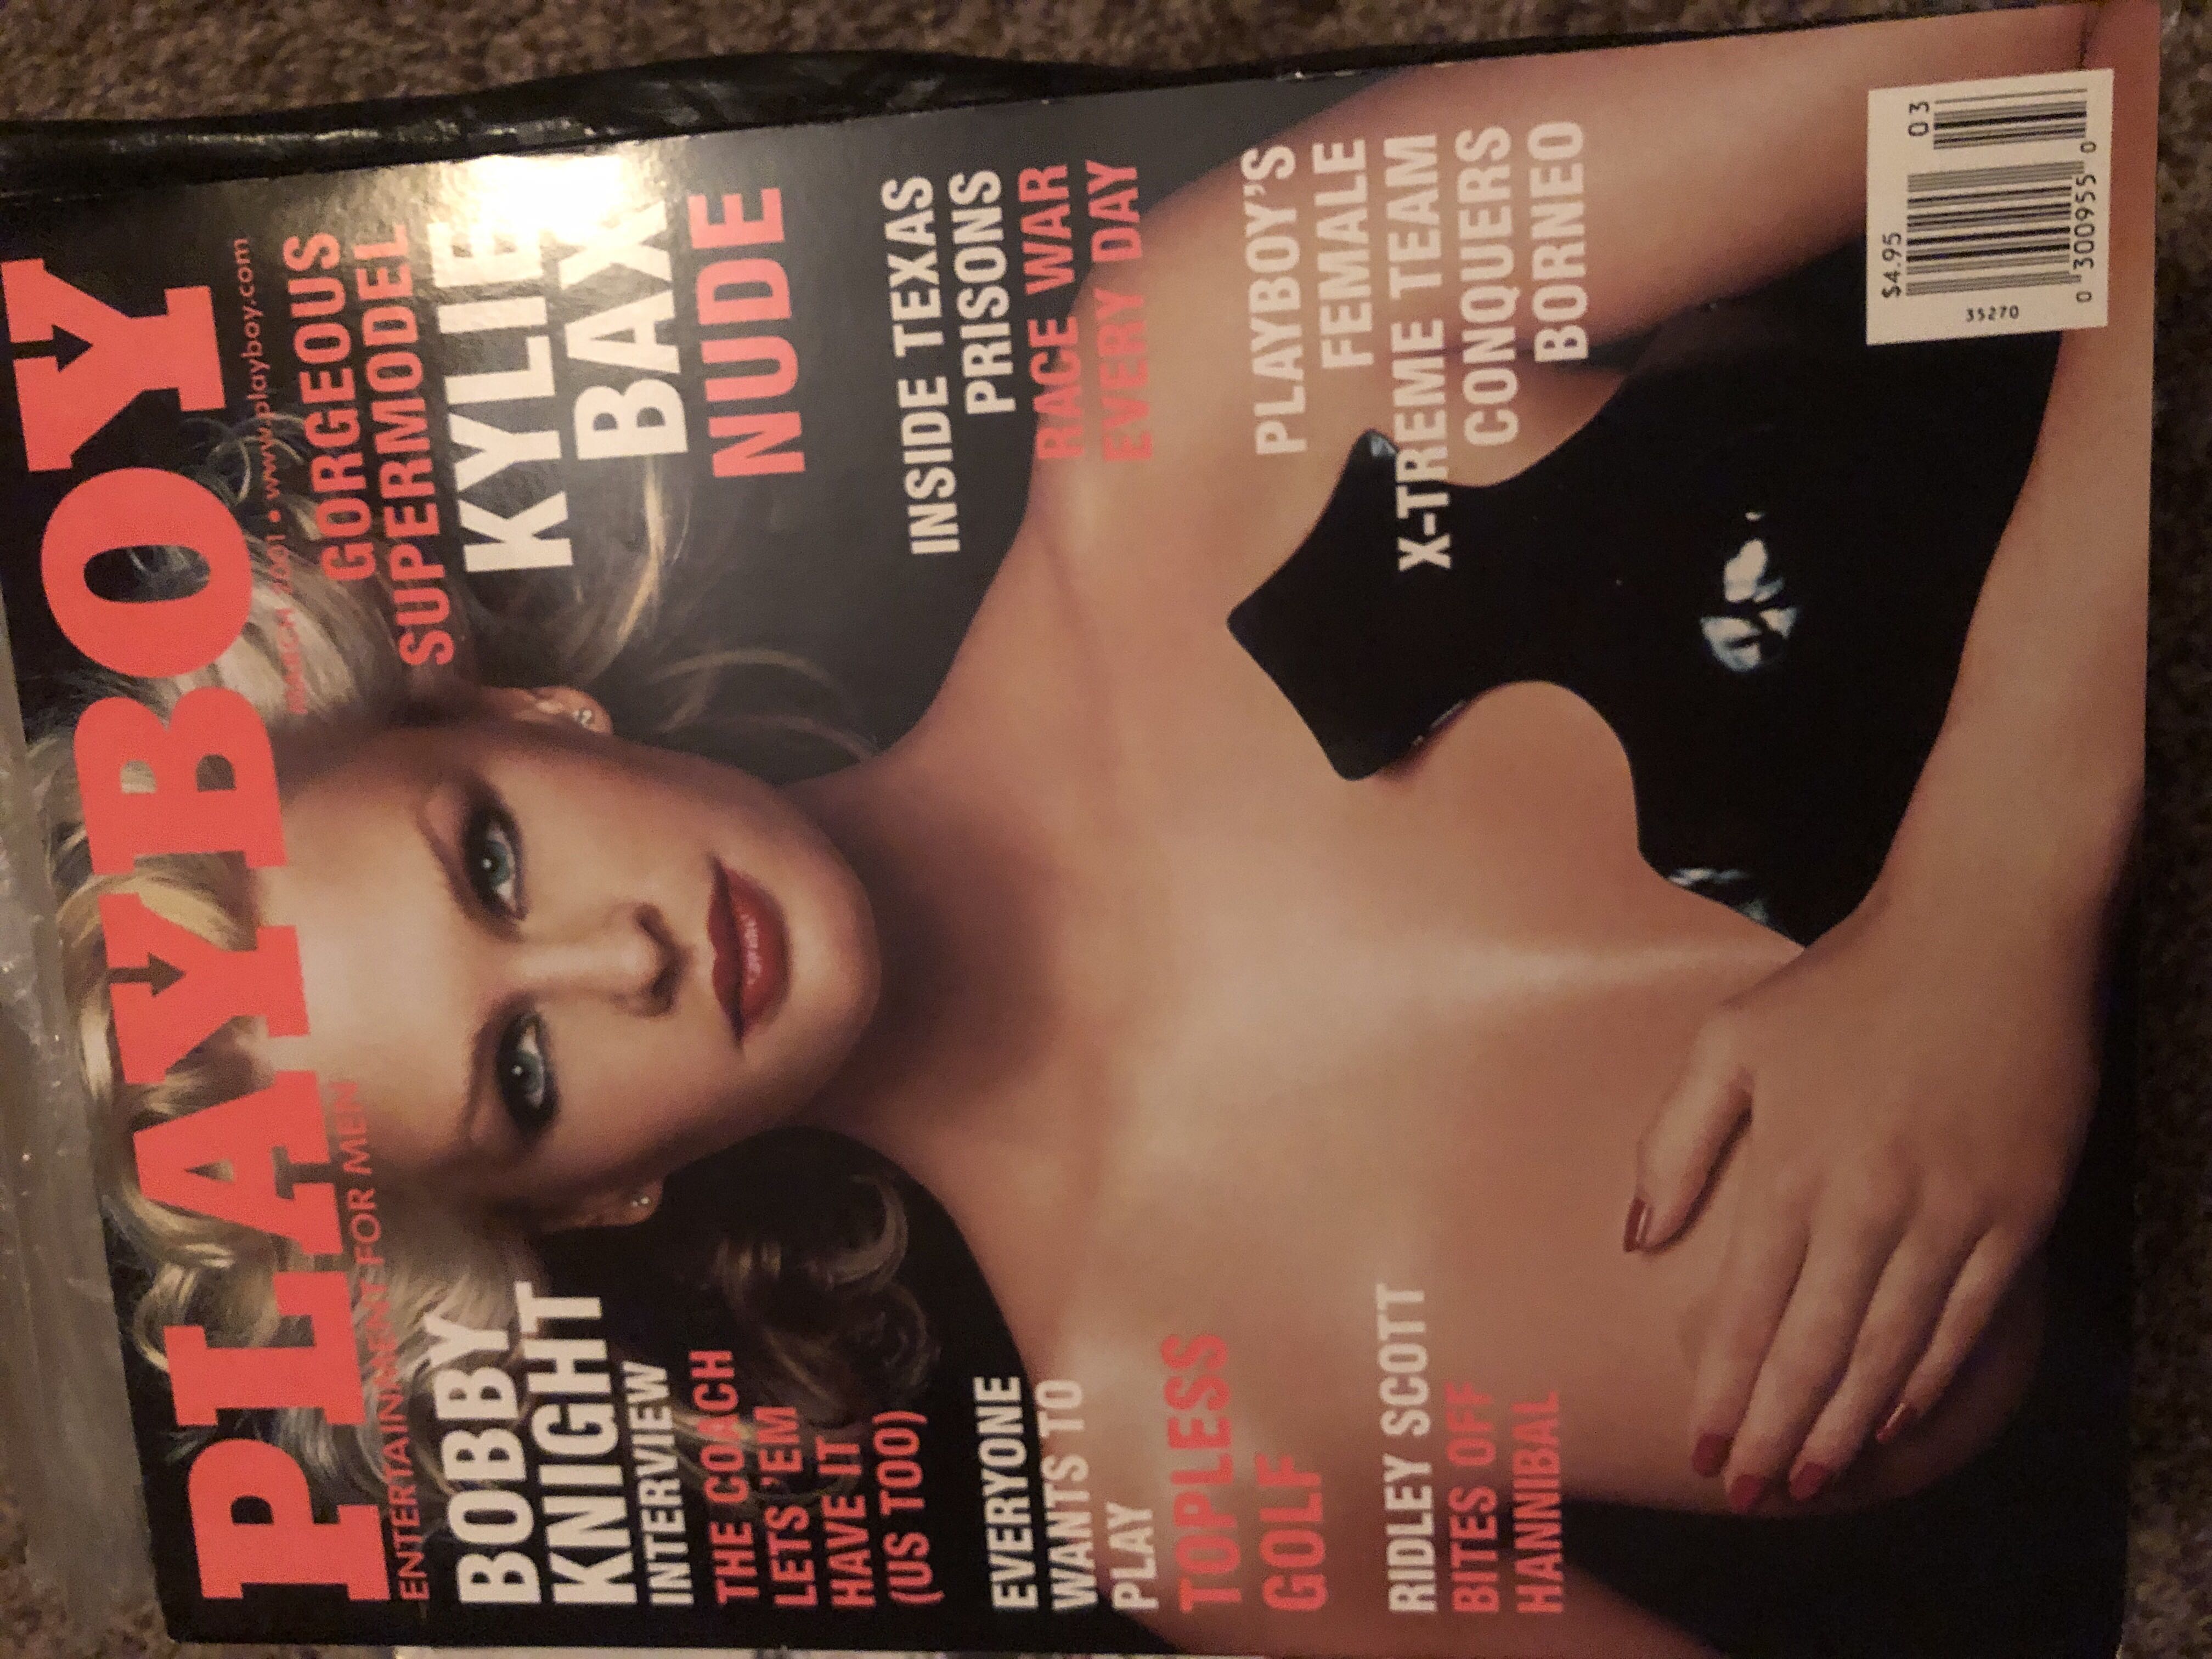 PLAYBOY
ENTERTAINMENT FOR MEN
MARCH 2001 • www.playboy.com
BOBBY
KNIGHT
INTERVIEW
THE COACH
LETS 'EM
HAVE IT
(US TOO)
EVERYONE
WANTS TO
PLAY
TOPLESS
GOLF
RIDLEY SCOTT
BITES OFF
HANNIBAL
GORGEOUS
SUPERMODEL
KYLIE
BAX
NUDE
INSIDE TEXAS
PRISONS
RACE WAR
EVERY DAY
PLAYBOY'S
FEMALE
X-TREME TEAM
CONQUERS
BORNEO
$4.95
03
35270
0 300955 0